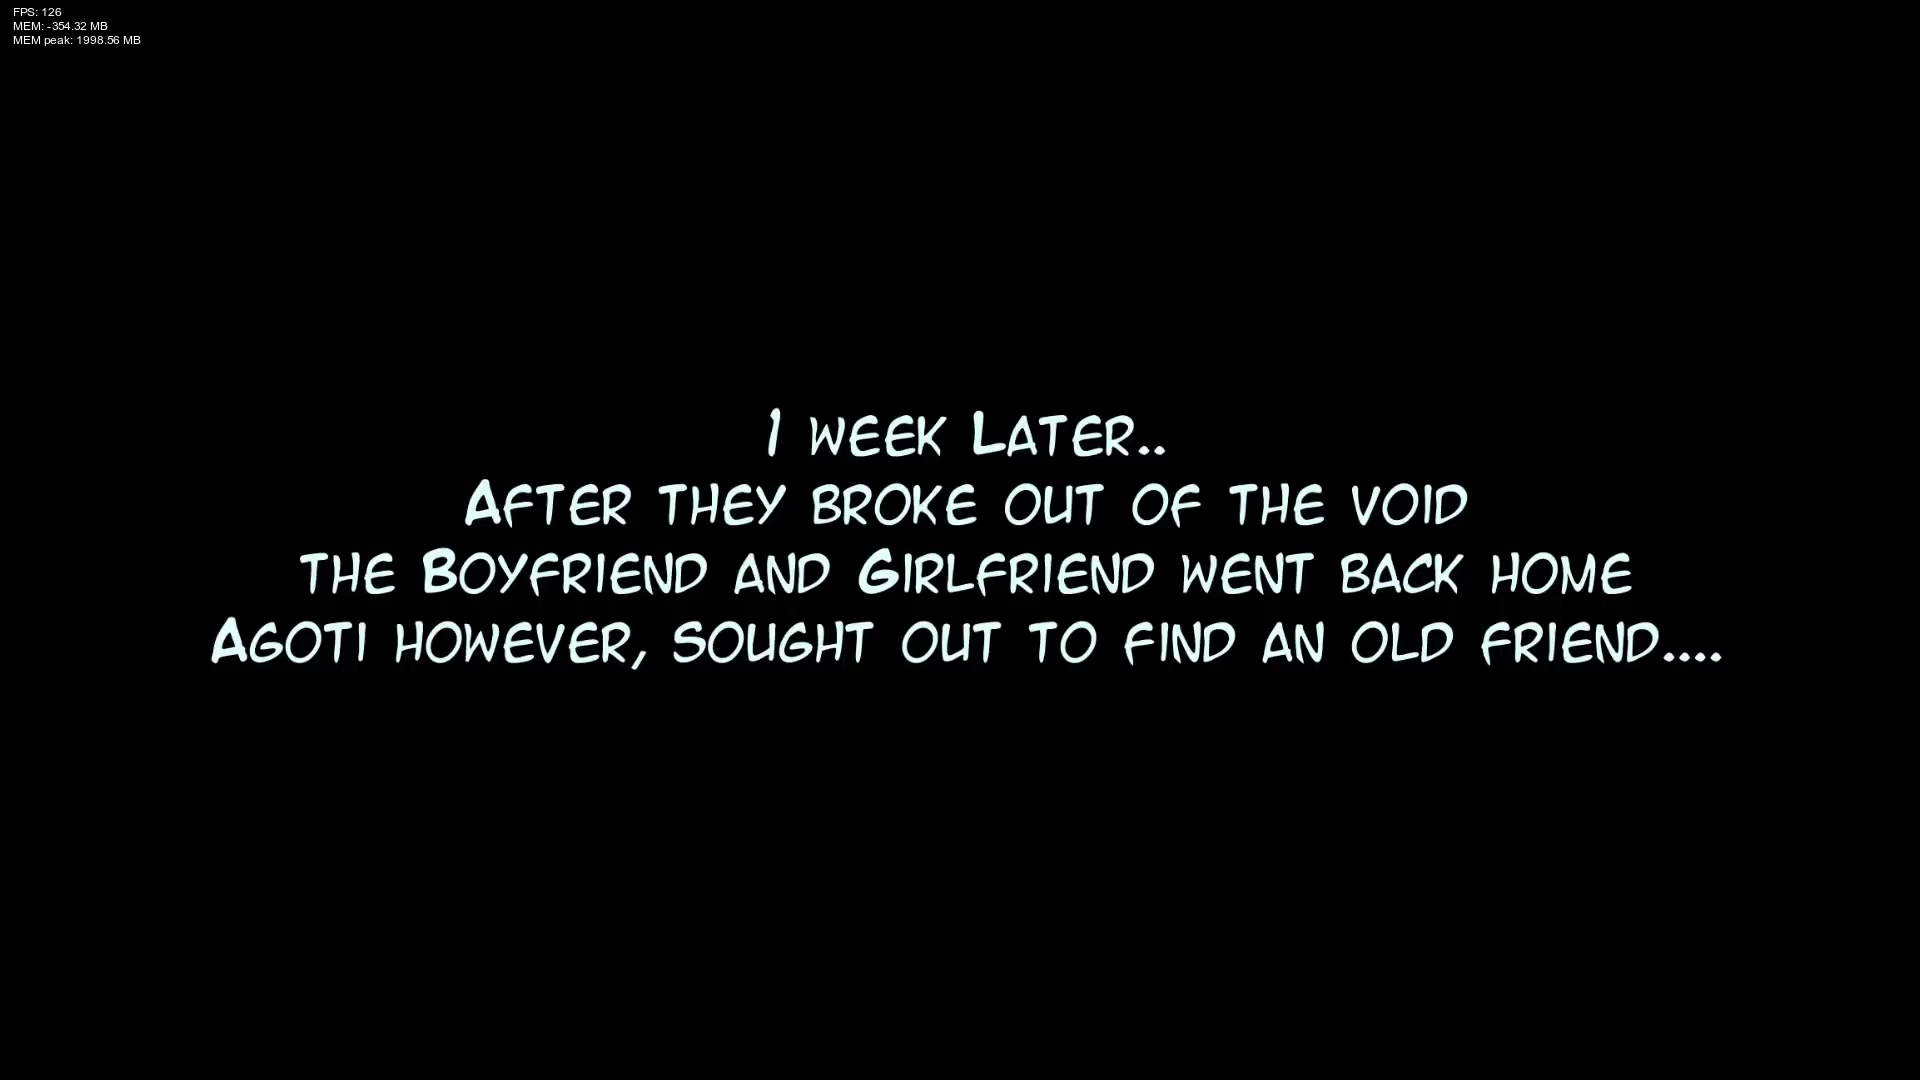 FPS: 126
MEM: -354.32 MB
MEM peak: 1998.56 MB
1 week Later..
After they broke out of the void
the Boyfriend and Girlfriend went back home
Agoti however, sought out to find an old friend....